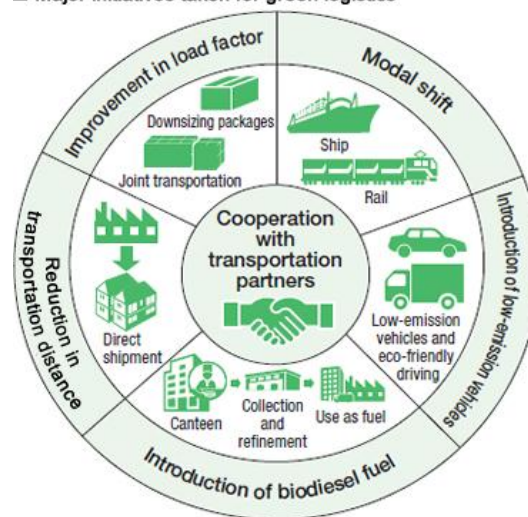 Major initiatives taken for green logistics
Improvement in load factor
Downsizing packages
Joint transportation
Modal shift
Ship
Rail
Introduction of low-emission vehicles
Low-emission
vehicles and
eco-friendly
driving
Introduction of biodiesel fuel
Canteen
Collection
and
refinement
Use as fuel
Reduction in
transportation distance
Direct
shipment
Cooperation
with
transportation
partners